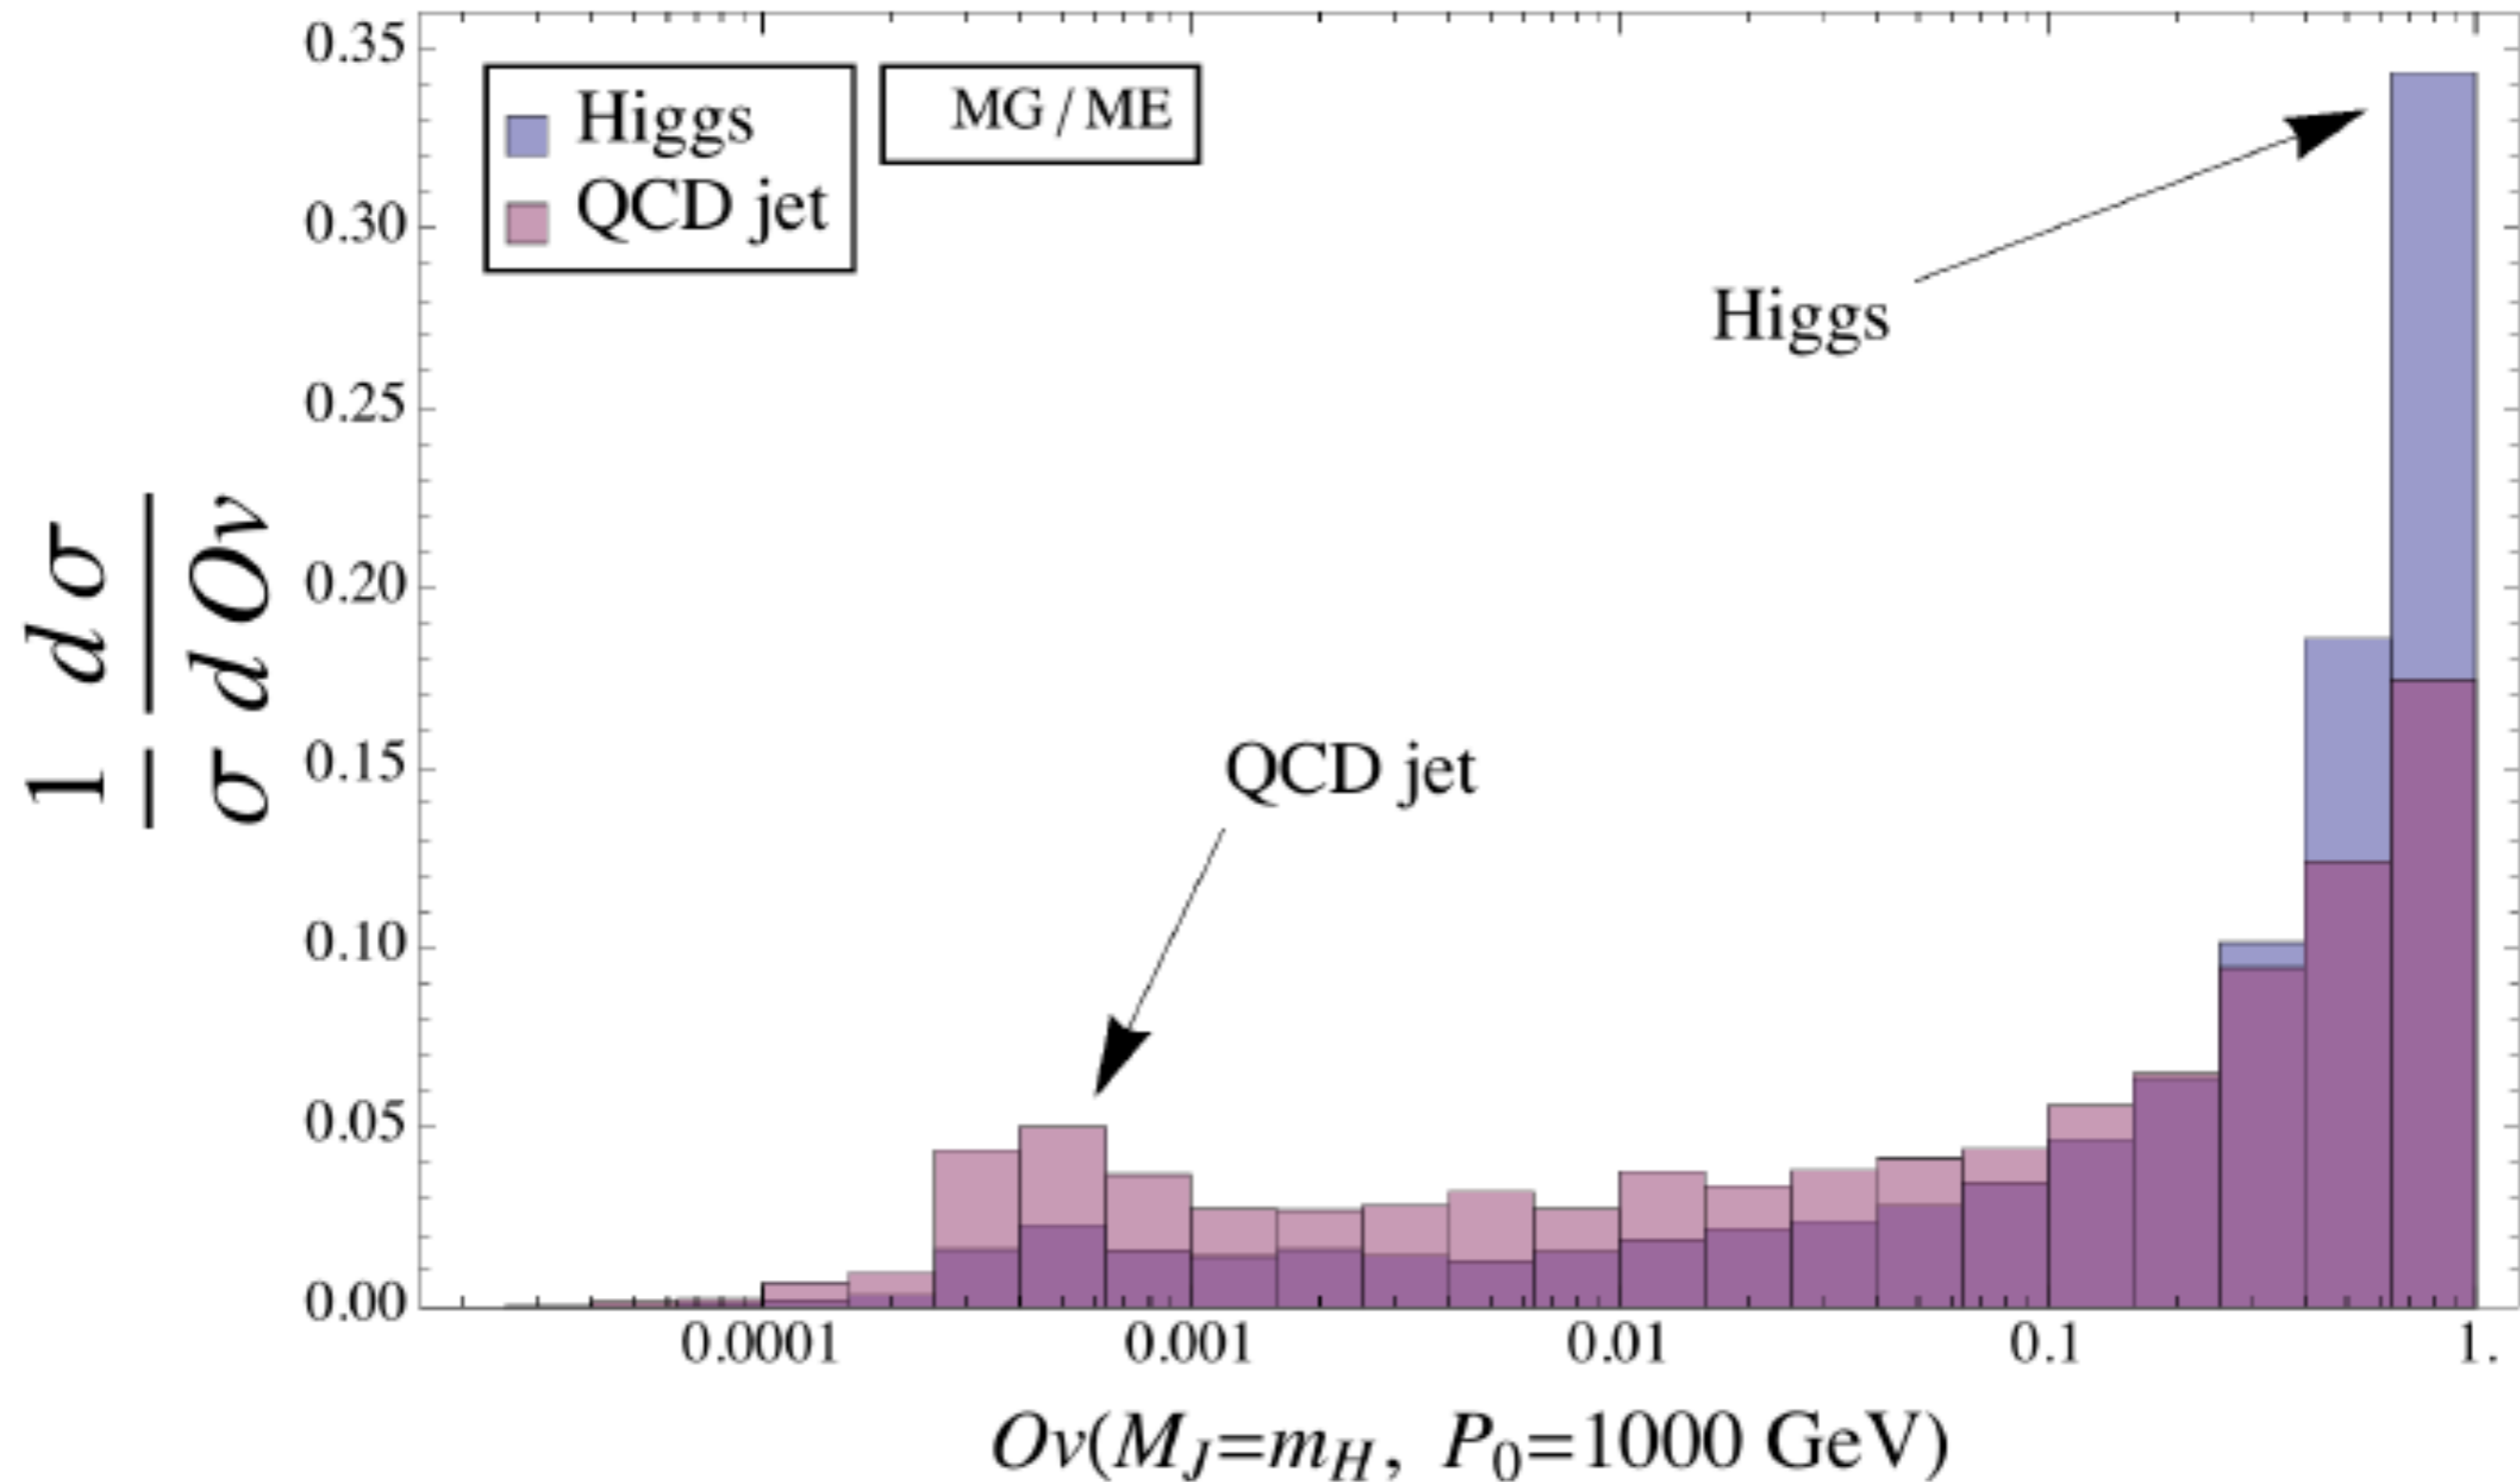 0.35
0.30
0.25
0.20
0.15
0.10
0.05
0.00
1 dσ
σ dOv
Higgs
QCD jet
MG/ME
Higgs
QCD jet
0.0001 0.001 0.01 0.1 1.
Ov(M_J=m_H, P_0=1000 GeV)